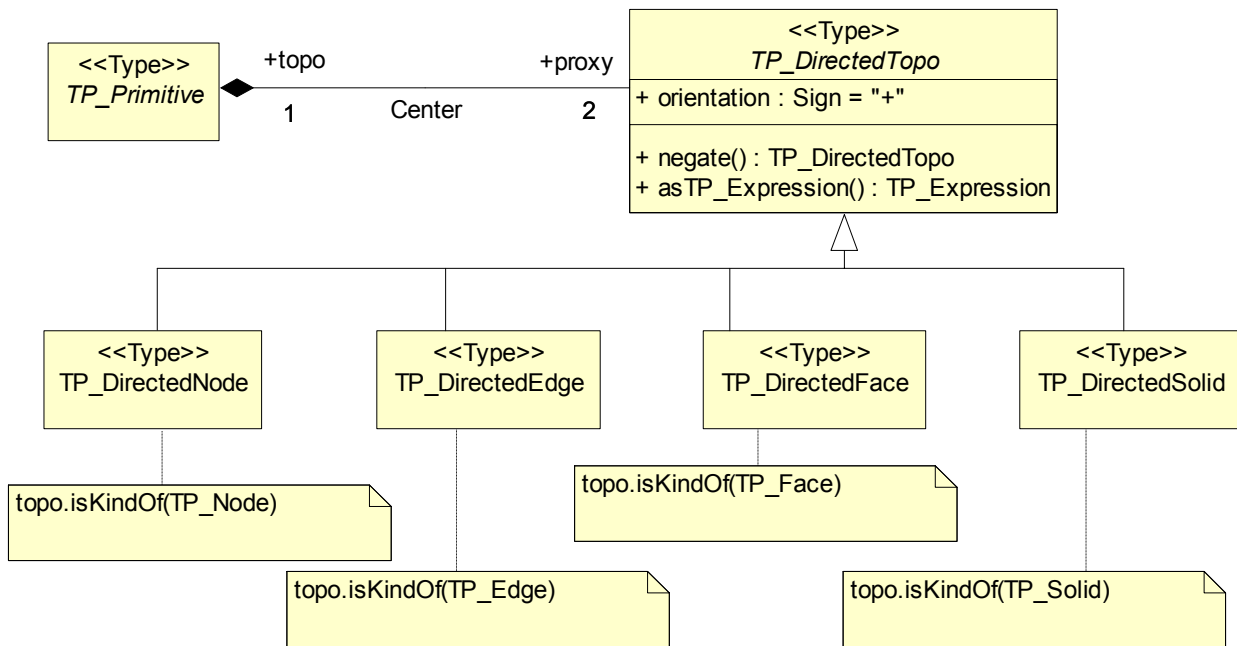 <<Type>>
TP_Primitive
+topo
1
Center
+proxy
2
<<Type>>
TP_DirectedTopo
+ orientation : Sign = "+"
+ negate() : TP_DirectedTopo
+ asTP_Expression() : TP_Expression
<<Type>>
TP_DirectedNode
<<Type>>
TP_DirectedEdge
<<Type>>
TP_DirectedFace
<<Type>>
TP_DirectedSolid
topo.isKindOf(TP_Node)
topo.isKindOf(TP_Face)
topo.isKindOf(TP_Edge)
topo.isKindOf(TP_Solid)